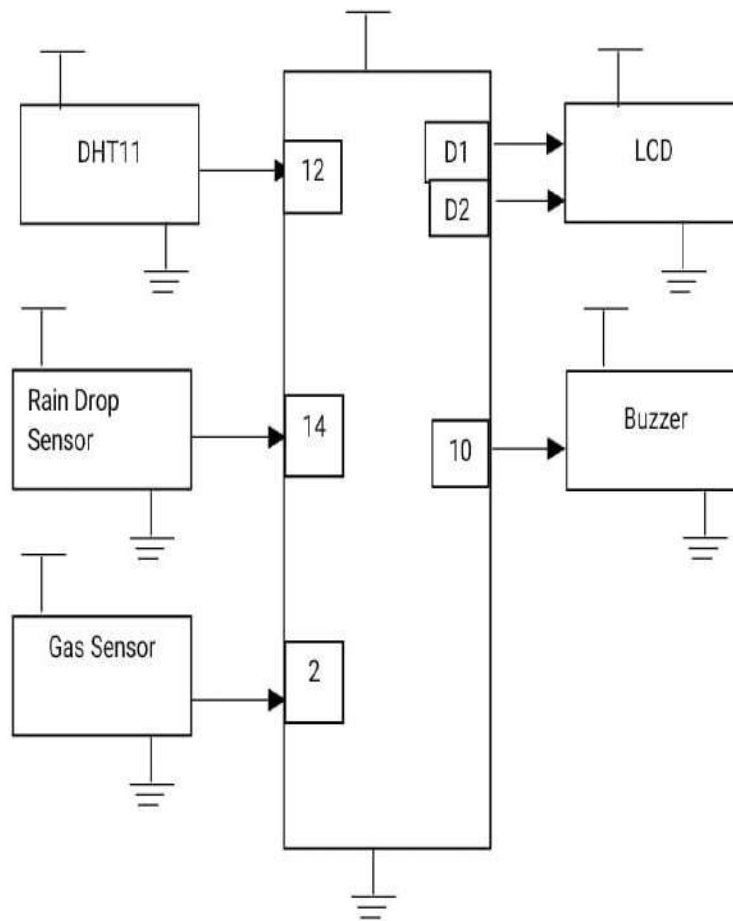 DHT11
12
D1
D2
LCD
Rain Drop
Sensor
14
10
Buzzer
Gas Sensor
2